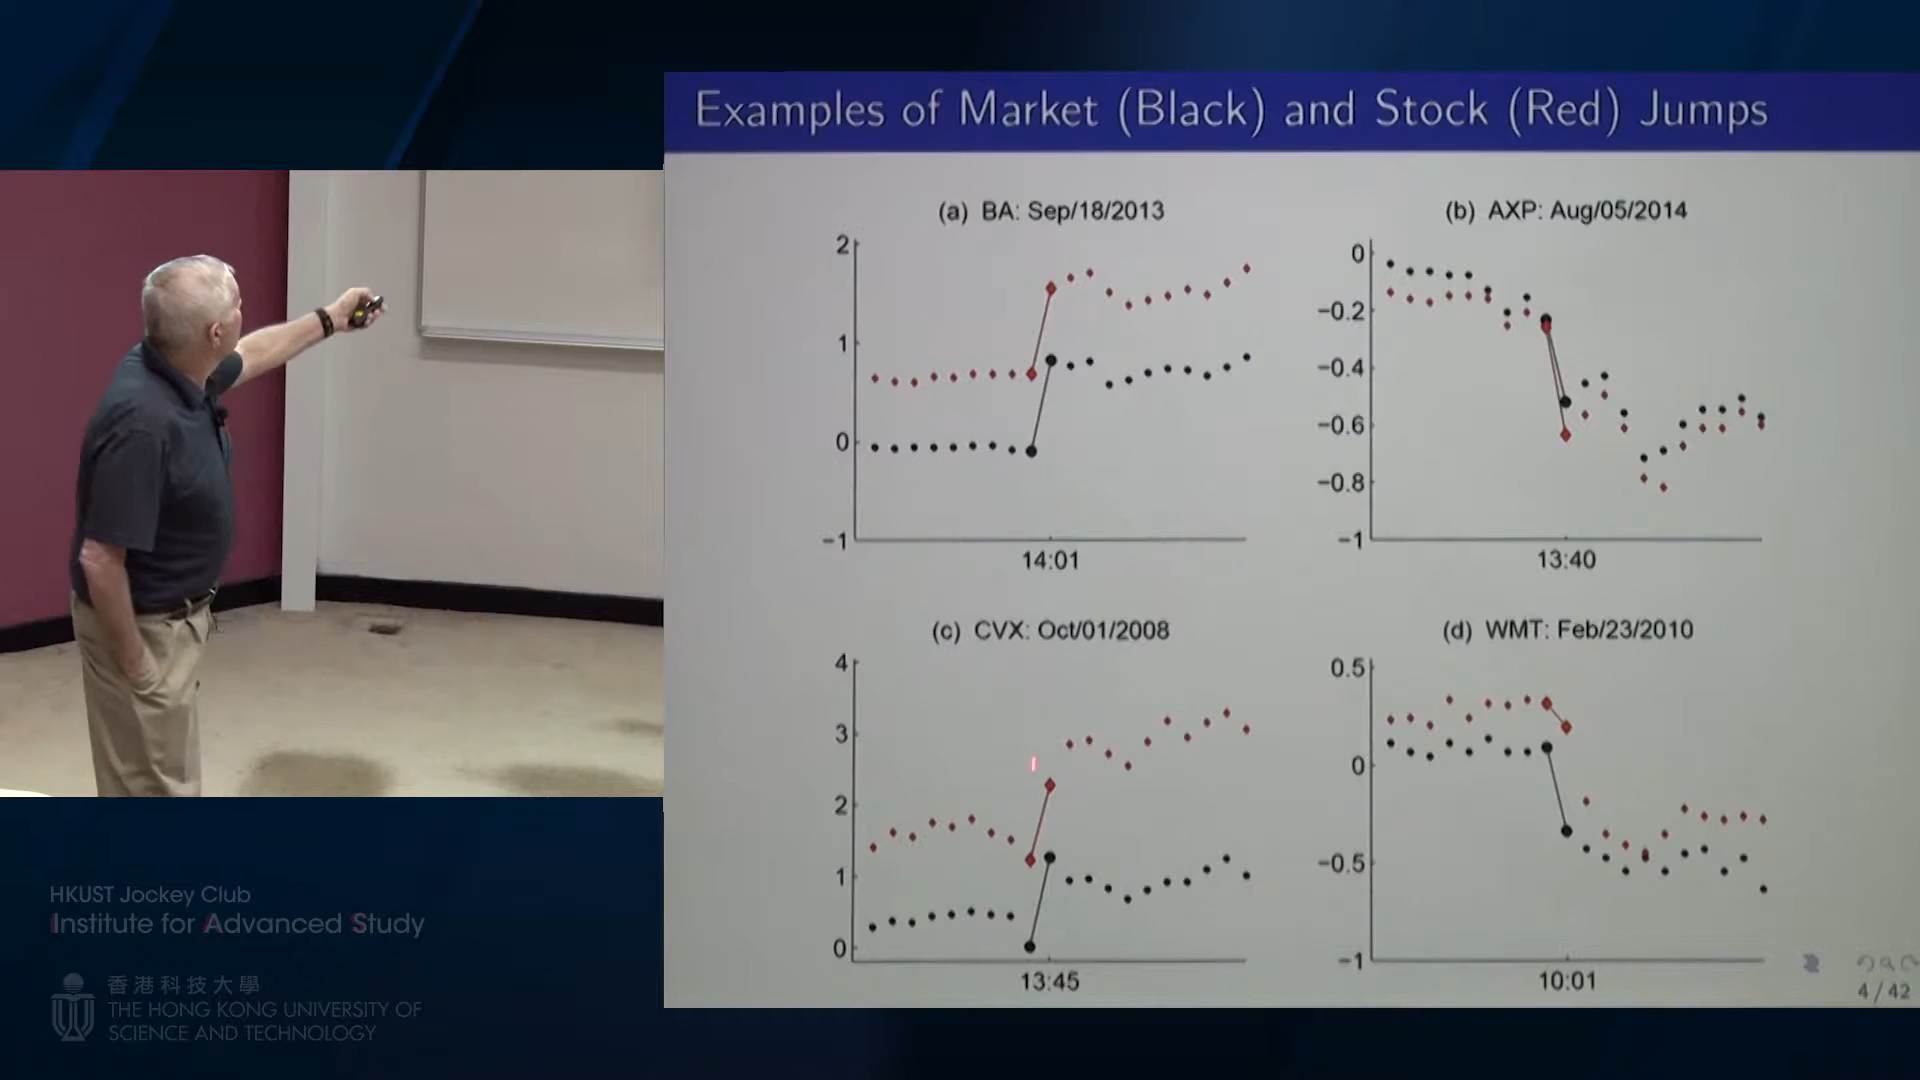 Examples of Market (Black) and Stock (Red) Jumps
(a) BA: Sep/18/2013
2
1
0
−1
14:01
(b) AXP: Aug/05/2014
0
−0.2
−0.4
−0.6
−0.8
−1
13:40
(c) CVX: Oct/01/2008
4
3
2
1
0
13:45
(d) WMT: Feb/23/2010
0.5
0
−0.5
−1
10:01
4 / 42
HKUST Jockey Club
Institute for Advanced Study
香港科技大學
THE HONG KONG UNIVERSITY OF
SCIENCE AND TECHNOLOGY